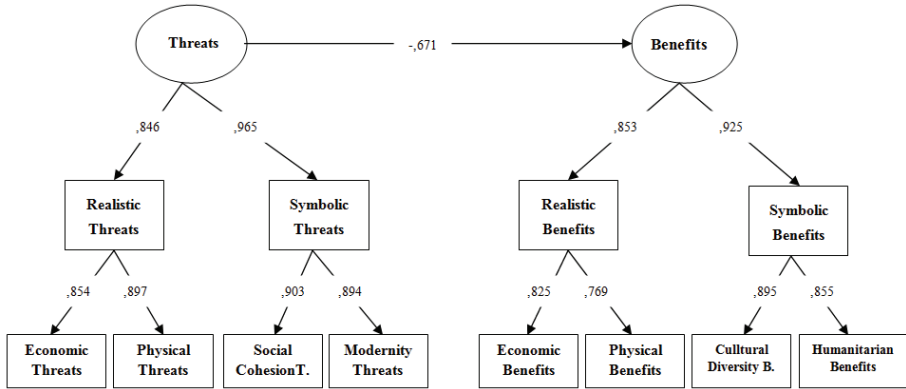 Threats
-,671
Benefits
,846
,965
,853
,925
Realistic
Threats
Symbolic
Threats
Realistic
Benefits
Symbolic
Benefits
,854
,897
,903
,894
,825
,769
,895
,855
Economic
Threats
Physical
Threats
Social
CohesionT.
Modernity
Threats
Economic
Benefits
Physical
Benefits
Culltural
Diversity B.
Humanitarian
Benefits